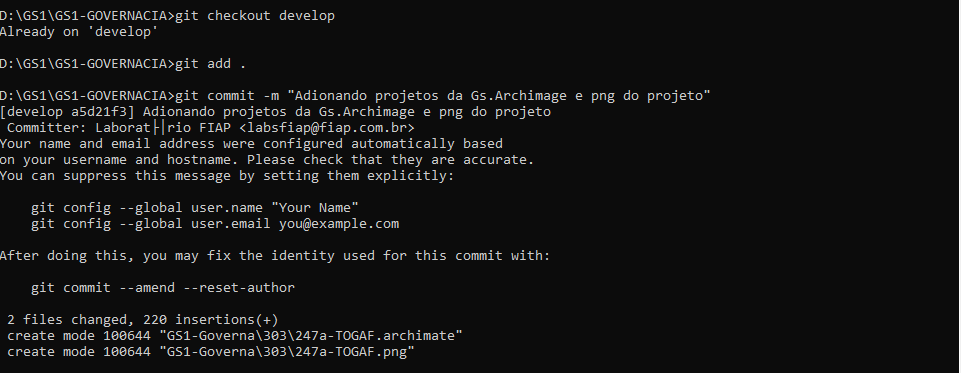 D:\GS1\GS1-GOVERNACIA>git checkout develop
Already on 'develop'
D:\GS1\GS1-GOVERNACIA>git add .
D:\GS1\GS1-GOVERNACIA>git commit -m "Adionando projetos da Gs.Archimage e png do projeto"
[develop a5d21f3] Adionando projetos da Gs.Archimage e png do projeto
 Committer: Laborat├│rio FIAP <labsfiap@fiap.com.br>
Your name and email address were configured automatically based
on your username and hostname. Please check that they are accurate.
You can suppress this message by setting them explicitly:
    git config --global user.name "Your Name"
    git config --global user.email you@example.com
After doing this, you may fix the identity used for this commit with:
    git commit --amend --reset-author
 2 files changed, 220 insertions(+)
 create mode 100644 "GS1-Governa\303\247a-TOGAF.archimate"
 create mode 100644 "GS1-Governa\303\247a-TOGAF.png"